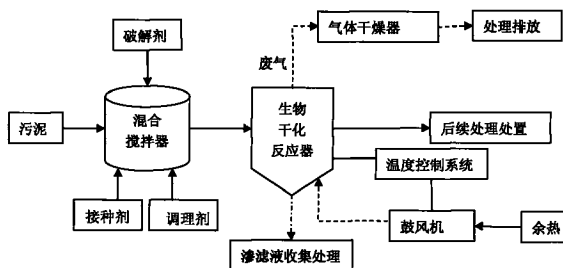 破解剂
气体干燥器
处理排放
废气
污泥
混合
搅拌器
生物
干化
反应器
后续处理处置
温度控制系统
接种剂
调理剂
鼓风机
余热
渗滤液收集处理